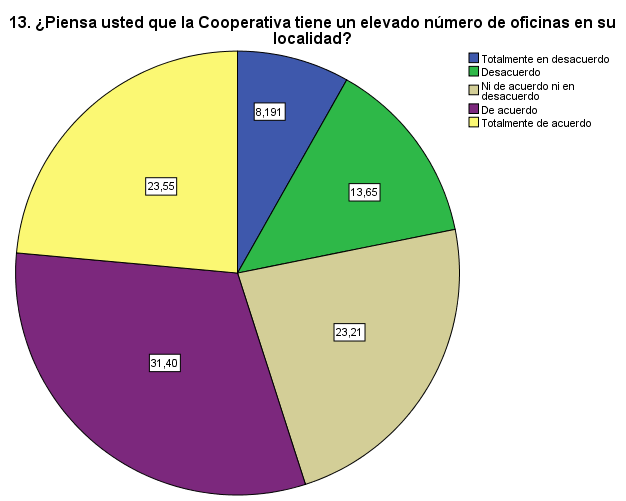 13. ¿Piensa usted que la Cooperativa tiene un elevado número de oficinas en su
localidad?
Totalmente en desacuerdo
Desacuerdo
Ni de acuerdo ni en
desacuerdo
De acuerdo
Totalmente de acuerdo
8,191
13,65
23,21
31,40
23,55